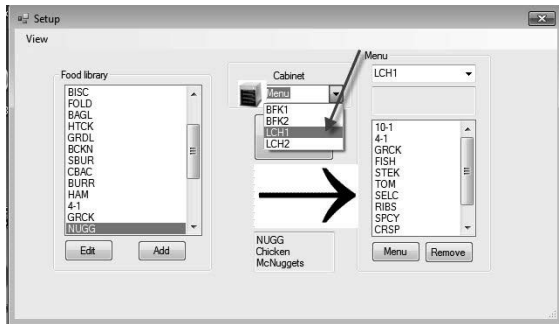 Setup
View
Food library
BISC
FOLD
BAGL
HTCK
GRDL
BCKN
SBUR
CBAC
BURR
HAM
4-1
GRCK
NUGG
Edit
Add
Cabinet
Menu
BFK1
BFK2
LCH1
LCH2
NUGG
Chicken
McNuggets
Menu
LCH1
10-1
4-1
GRCK
FISH
STEK
TOM
SELC
RIBS
SPCY
CRSP
Menu
Remove